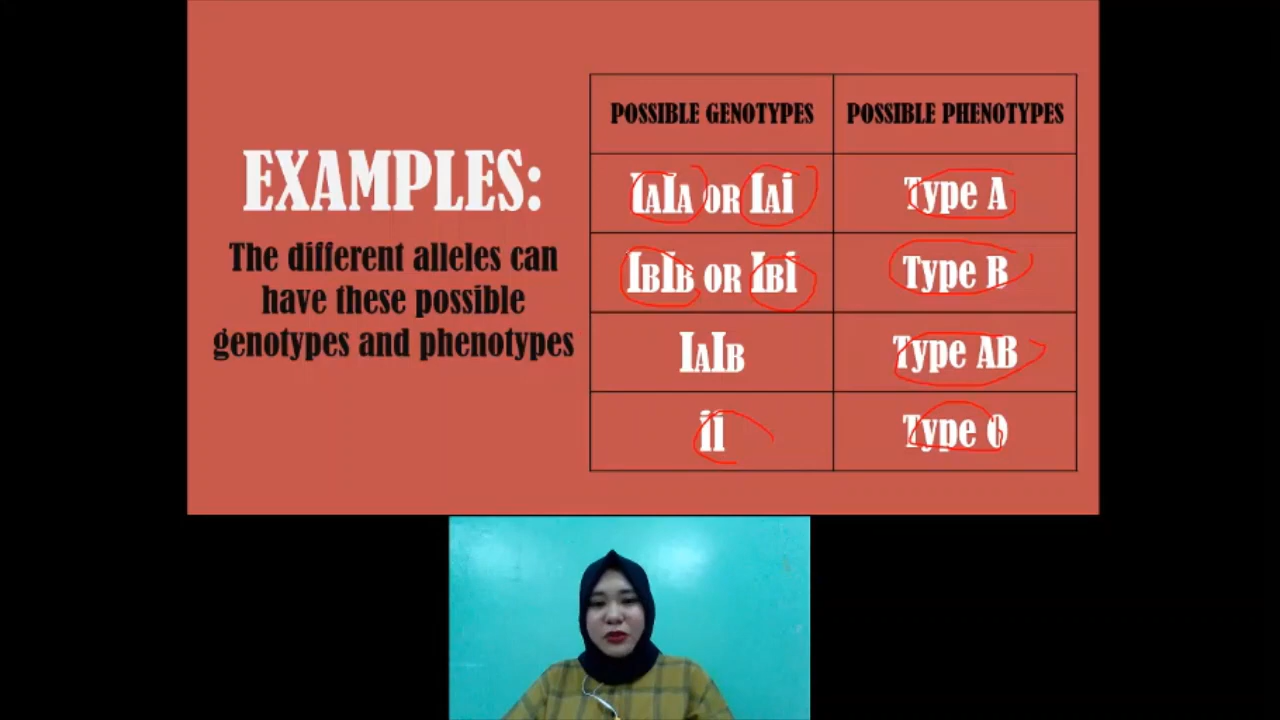 EXAMPLES:
The different alleles can
have these possible
genotypes and phenotypes
POSSIBLE GENOTYPES
POSSIBLE PHENOTYPES
IAIA OR IAi
Type A
IBIB OR IBi
Type B
IAIB
Type AB
ii
Type O